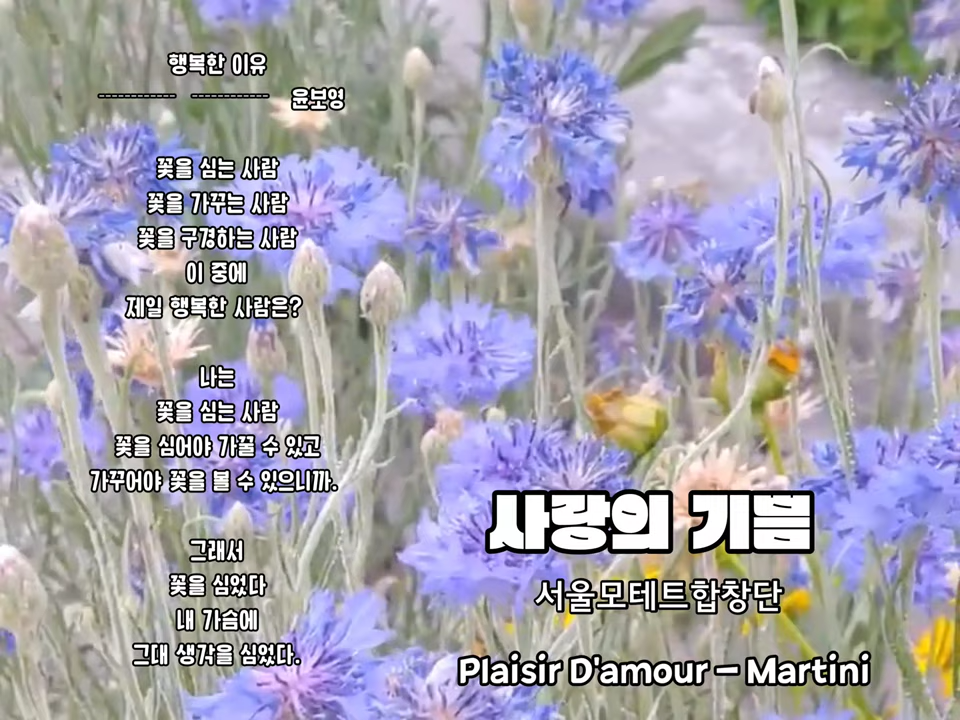 행복한 이유
------------ ------------ 윤보영
꽃을 심는 사람
꽃을 가꾸는 사람
꽃을 구경하는 사람
이 중에
제일 행복한 사람은?
나는
꽃을 심는 사람
꽃을 심어야 가꿀 수 있고
가꾸어야 꽃을 볼 수 있으니까.
그래서
꽃을 심었다
내 가슴에
그대 생각을 심었다.
사랑의 기쁨
서울모테트합창단
Plaisir D'amour – Martini